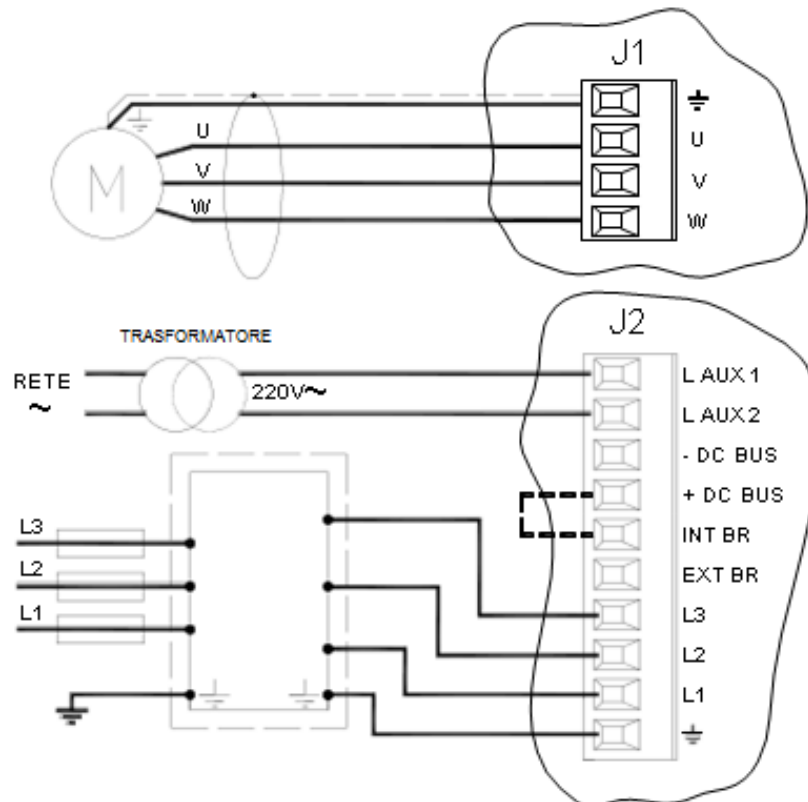 J1
U
U
V
V
M
W
W
J2
TRASFORMATORE
RETE
~
220V~
L AUX 1
L AUX 2
- DC BUS
+ DC BUS
INT BR
EXT BR
L3
L2
L1
L3
L2
L1